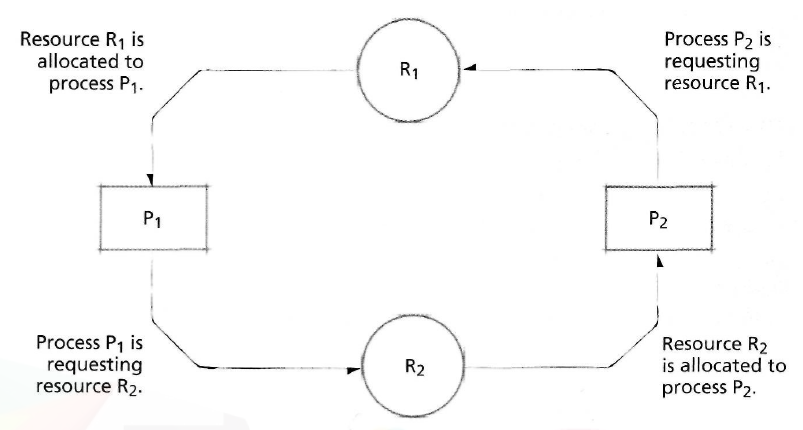 Resource R₁ is
allocated to
process P₁.
R₁
Process P₂ is
requesting
resource R₁.
P₁
P₂
Process P₁ is
requesting
resource R₂.
R₂
Resource R₂
is allocated to
process P₂.